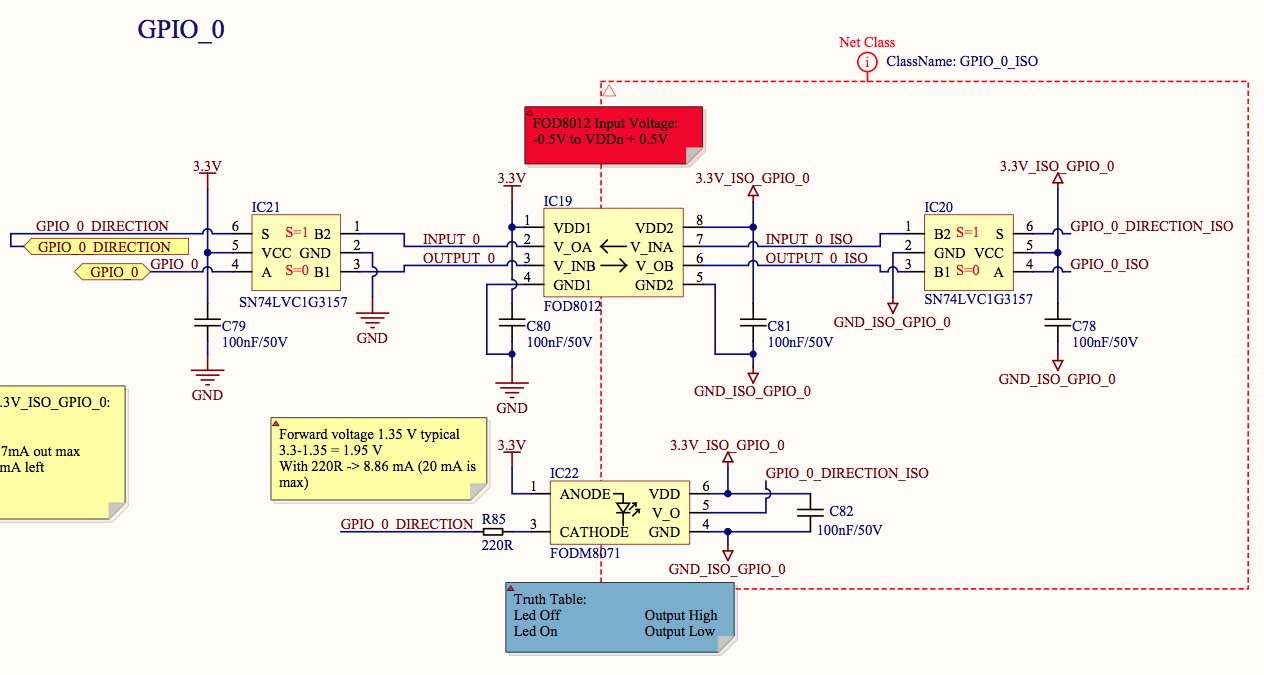 GPIO_0
Net Class
i
ClassName: GPIO_0_ISO
FOD8012 Input Voltage:
-0.5V to VDDn + 0.5V
3.3V
IC21
GPIO_0_DIRECTION
GPIO_0_DIRECTION
GPIO_0
GPIO_0
6 S S=1 B2 1
5 VCC GND 2
4 A S=0 B1 3
SN74LVC1G3157
C79
100nF/50V
GND
GND
INPUT_0
OUTPUT_0
3.3V
IC19
1 VDD1 VDD2 8
2 V_OA V_INA 7
3 V_INB V_OB 6
4 GND1 GND2 5
FOD8012
C80
100nF/50V
GND
3.3V_ISO_GPIO_0
INPUT_0_ISO
OUTPUT_0_ISO
C81
100nF/50V
GND_ISO_GPIO_0
3.3V_ISO_GPIO_0
IC20
1 B2 S=1 S 6
2 GND VCC 5
3 B1 S=0 A 4
SN74LVC1G3157
GPIO_0_DIRECTION_ISO
GPIO_0_ISO
GND_ISO_GPIO_0
C78
100nF/50V
GND_ISO_GPIO_0
.3V_ISO_GPIO_0:
7mA out max
mA left
Forward voltage 1.35 V typical
3.3-1.35 = 1.95 V
With 220R -> 8.86 mA (20 mA is
max)
3.3V
IC22
1 ANODE VDD 6
V_O 5
3 CATHODE GND 4
FODM8071
GPIO_0_DIRECTION
R85
220R
3.3V_ISO_GPIO_0
GPIO_0_DIRECTION_ISO
C82
100nF/50V
GND_ISO_GPIO_0
Truth Table:
Led Off Output High
Led On Output Low